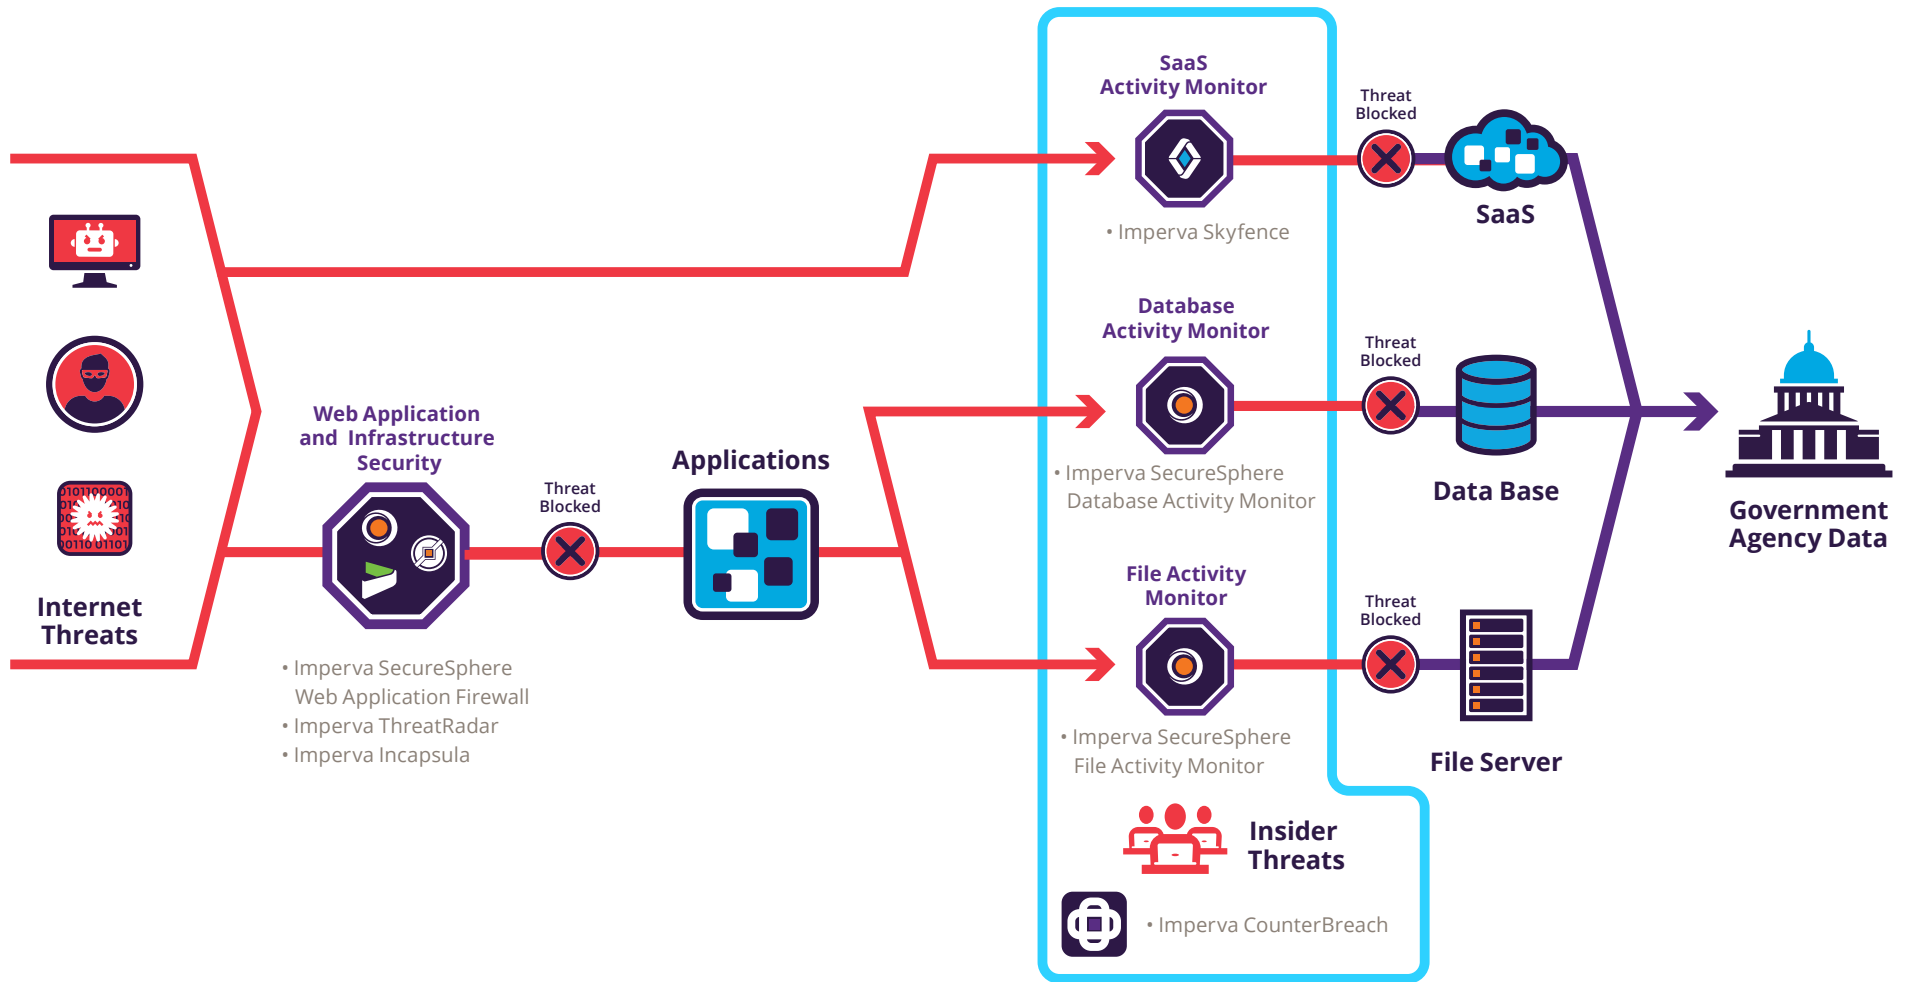 SaaS
Activity Monitor
Threat
Blocked
• Imperva Skyfence
SaaS
Database
Activity Monitor
Threat
Blocked
• Imperva SecureSphere
Database Activity Monitor
Data Base
Government
Agency Data
Internet
Threats
Web Application
and Infrastructure
Security
Threat
Blocked
Applications
• Imperva SecureSphere
Web Application Firewall
• Imperva ThreatRadar
• Imperva Incapsula
File Activity
Monitor
Threat
Blocked
• Imperva SecureSphere
File Activity Monitor
File Server
Insider
Threats
• Imperva CounterBreach